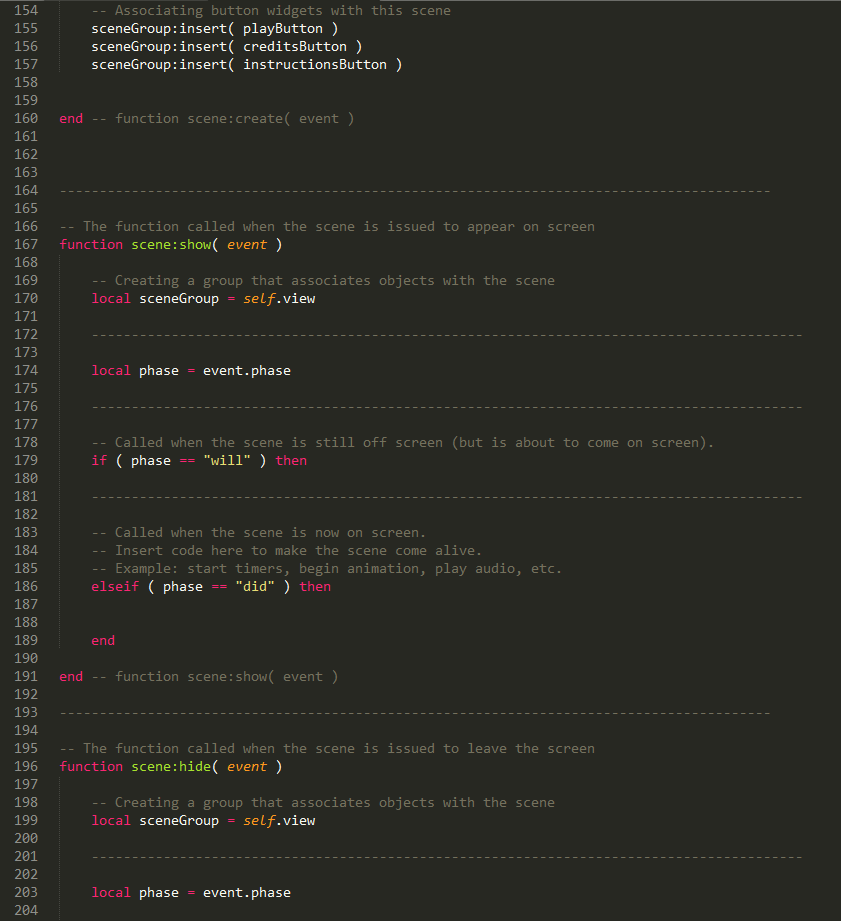 154 -- Associating button widgets with this scene
155 sceneGroup:insert( playButton )
156 sceneGroup:insert( creditsButton )
157 sceneGroup:insert( instructionsButton )
158
159
160 end -- function scene:create( event )
161
162
163
164 -----------------------------------------------------------------------------------------
165
166 -- The function called when the scene is issued to appear on screen
167 function scene:show( event )
168
169 -- Creating a group that associates objects with the scene
170 local sceneGroup = self.view
171
172 -----------------------------------------------------------------------------------------
173
174 local phase = event.phase
175
176 -----------------------------------------------------------------------------------------
177
178 -- Called when the scene is still off screen (but is about to come on screen).
179 if ( phase == "will" ) then
180
181 -----------------------------------------------------------------------------------------
182
183 -- Called when the scene is now on screen.
184 -- Insert code here to make the scene come alive.
185 -- Example: start timers, begin animation, play audio, etc.
186 elseif ( phase == "did" ) then
187
188
189 end
190
191 end -- function scene:show( event )
192
193 -----------------------------------------------------------------------------------------
194
195 -- The function called when the scene is issued to leave the screen
196 function scene:hide( event )
197
198 -- Creating a group that associates objects with the scene
199 local sceneGroup = self.view
200
201 -----------------------------------------------------------------------------------------
202
203 local phase = event.phase
204